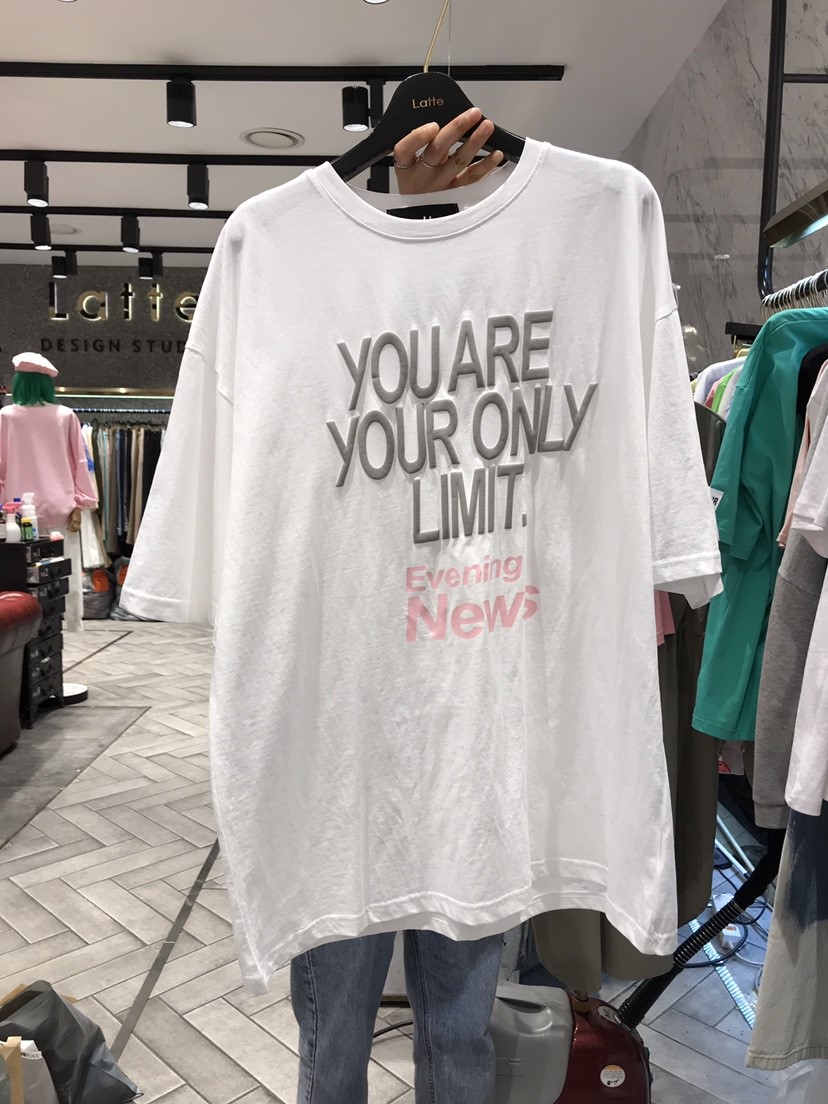 Latte
Latte
DESIGN STUD
YOU ARE
YOUR ONLY
LIMIT.
Evening
News